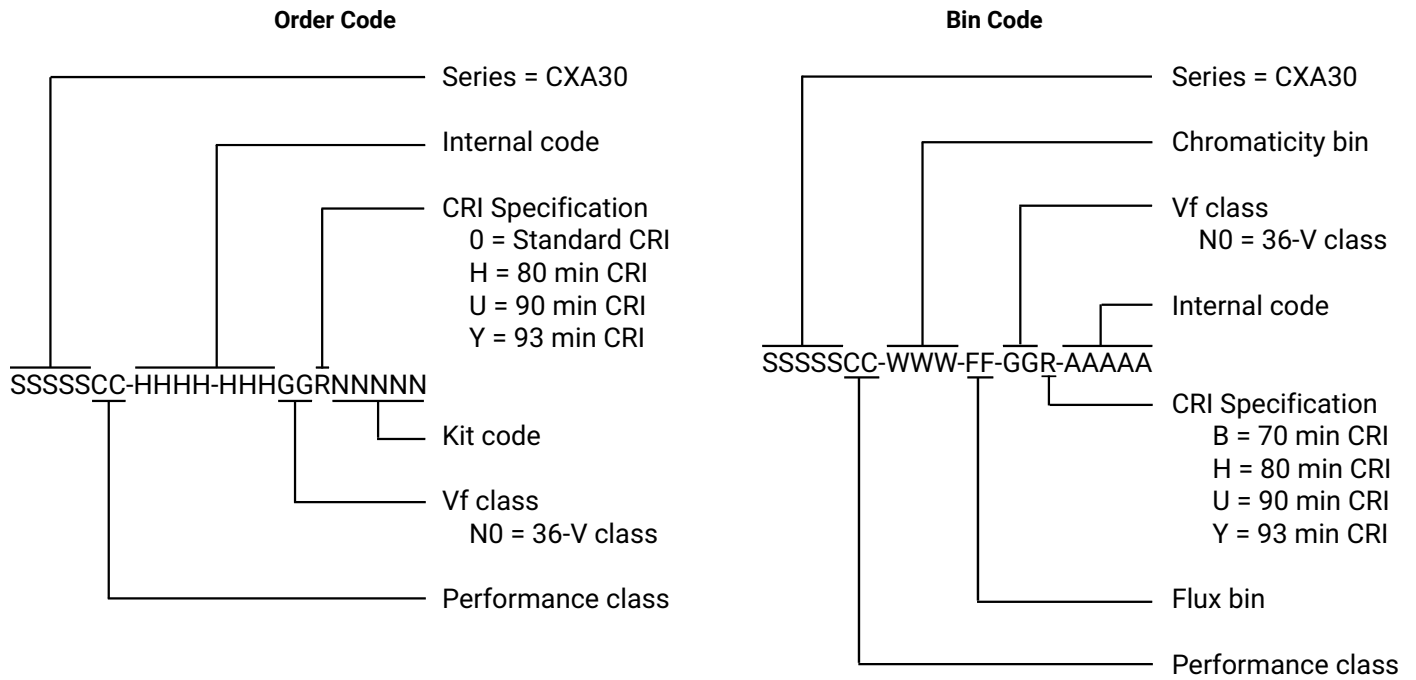 Order Code
Series = CXA30
Internal code
CRI Specification
0 = Standard CRI
H = 80 min CRI
U = 90 min CRI
Y = 93 min CRI
SSSSSCC-HHHH-HHHGGRNNNNN
Kit code
Vf class
N0 = 36-V class
Performance class
Bin Code
Series = CXA30
Chromaticity bin
Vf class
N0 = 36-V class
Internal code
SSSSSCC-WWW-FF-GGR-AAAAA
CRI Specification
B = 70 min CRI
H = 80 min CRI
U = 90 min CRI
Y = 93 min CRI
Flux bin
Performance class